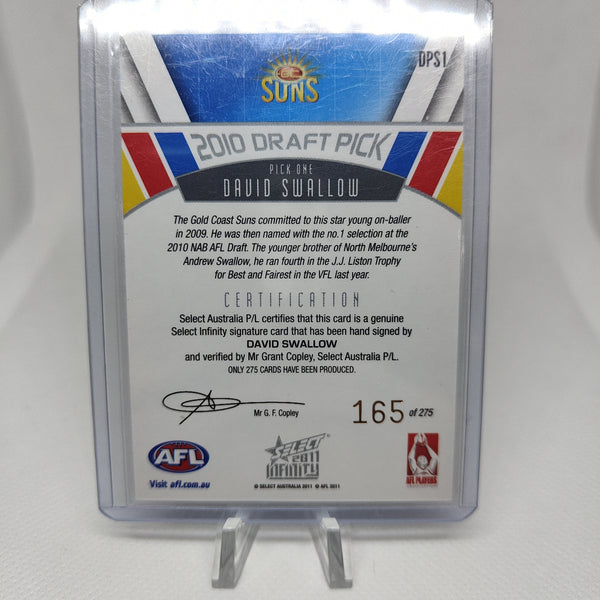 DPS1
GC
SUNS
2010 DRAFT PICK
PICK ONE
DAVID SWALLOW
The Gold Coast Suns committed to this star young on-baller
in 2009. He was then named with the no.1 selection at the
2010 NAB AFL Draft. The younger brother of North Melbourne's
Andrew Swallow, he ran fourth in the J.J. Liston Trophy
for Best and Fairest in the VFL last year.
CERTIFICATION
Select Australia P/L certifies that this card is a genuine
Select Infinity signature card that has been hand signed by
DAVID SWALLOW
and verified by Mr Grant Copley, Select Australia P/L.
ONLY 275 CARDS HAVE BEEN PRODUCED.
Mr G. F. Copley
165 of 275
AFL
Visit afl.com.au
SELECT
2011
INFINITY
© SELECT AUSTRALIA 2011 © AFL 2011
AFL PLAYERS